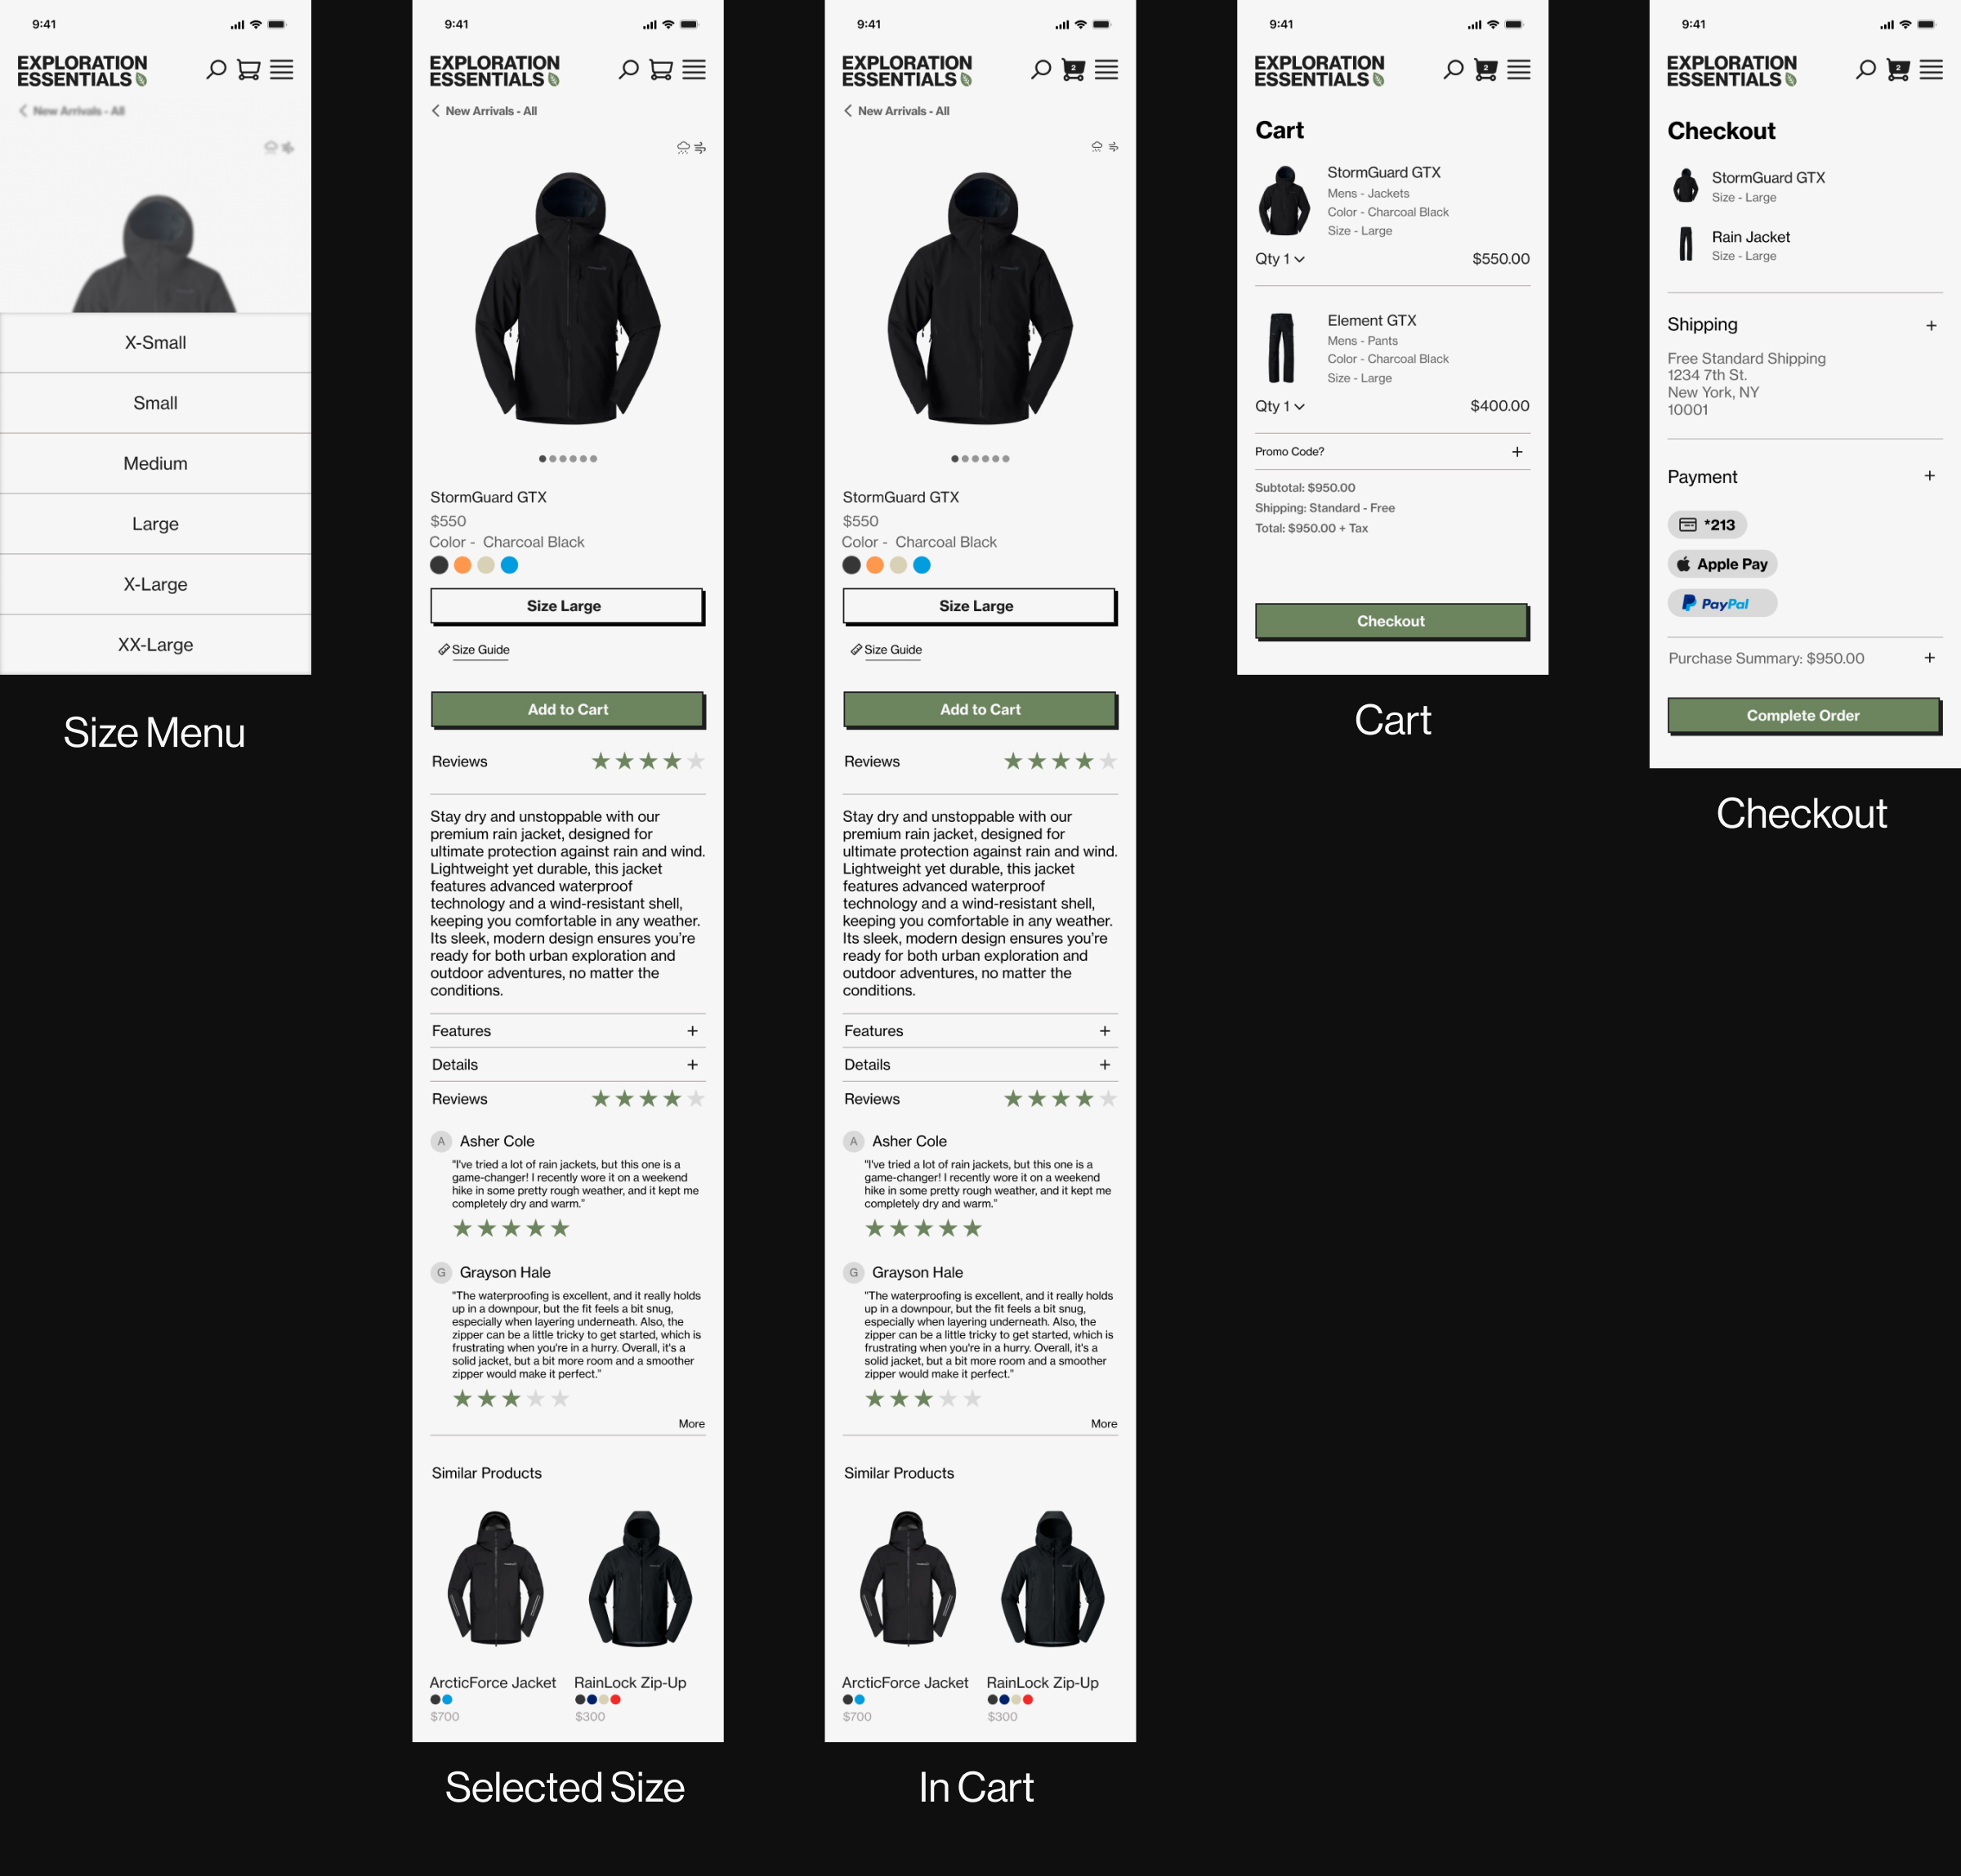 9:41
EXPLORATION
ESSENTIALS
New Arrivals - All
X-Small
Small
Medium
Large
X-Large
XX-Large
Size Menu
9:41
EXPLORATION
ESSENTIALS
New Arrivals - All
StormGuard GTX
$550
Color - Charcoal Black
Size Large
Size Guide
Add to Cart
Reviews
Stay dry and unstoppable with our
premium rain jacket, designed for
ultimate protection against rain and wind.
Lightweight yet durable, this jacket
features advanced waterproof
technology and a wind-resistant shell,
keeping you comfortable in any weather.
Its sleek, modern design ensures you're
ready for both urban exploration and
outdoor adventures, no matter the
conditions.
Features
Details
Reviews
A Asher Cole
"I've tried a lot of rain jackets, but this one is a
game-changer! I recently wore it on a weekend
hike in some pretty rough weather, and it kept me
completely dry and warm."
G Grayson Hale
"The waterproofing is excellent, and it really holds
up in a downpour, but the fit feels a bit snug,
especially when layering underneath. Also, the
zipper can be a little tricky to get started, which is
frustrating when you're in a hurry. Overall, it's a
solid jacket, but a bit more room and a smoother
zipper would make it perfect."
More
Similar Products
ArcticForce Jacket RainLock Zip-Up
$700 $300
Selected Size
9:41
EXPLORATION
ESSENTIALS
2
New Arrivals - All
StormGuard GTX
$550
Color - Charcoal Black
Size Large
Size Guide
Add to Cart
Reviews
Stay dry and unstoppable with our
premium rain jacket, designed for
ultimate protection against rain and wind.
Lightweight yet durable, this jacket
features advanced waterproof
technology and a wind-resistant shell,
keeping you comfortable in any weather.
Its sleek, modern design ensures you're
ready for both urban exploration and
outdoor adventures, no matter the
conditions.
Features
Details
Reviews
A Asher Cole
"I've tried a lot of rain jackets, but this one is a
game-changer! I recently wore it on a weekend
hike in some pretty rough weather, and it kept me
completely dry and warm."
G Grayson Hale
"The waterproofing is excellent, and it really holds
up in a downpour, but the fit feels a bit snug,
especially when layering underneath. Also, the
zipper can be a little tricky to get started, which is
frustrating when you're in a hurry. Overall, it's a
solid jacket, but a bit more room and a smoother
zipper would make it perfect."
More
Similar Products
ArcticForce Jacket RainLock Zip-Up
$700 $300
In Cart
9:41
EXPLORATION
ESSENTIALS
2
Cart
StormGuard GTX
Mens - Jackets
Color - Charcoal Black
Size - Large
Qty 1 $550.00
Element GTX
Mens - Pants
Color - Charcoal Black
Size - Large
Qty 1 $400.00
Promo Code?
Subtotal: $950.00
Shipping: Standard - Free
Total: $950.00 + Tax
Checkout
Cart
9:41
EXPLORATION
ESSENTIALS
2
Checkout
StormGuard GTX
Size - Large
Rain Jacket
Size - Large
Shipping
Free Standard Shipping
1234 7th St.
New York, NY
10001
Payment
*213
Apple Pay
PayPal
Purchase Summary: $950.00
Complete Order
Checkout